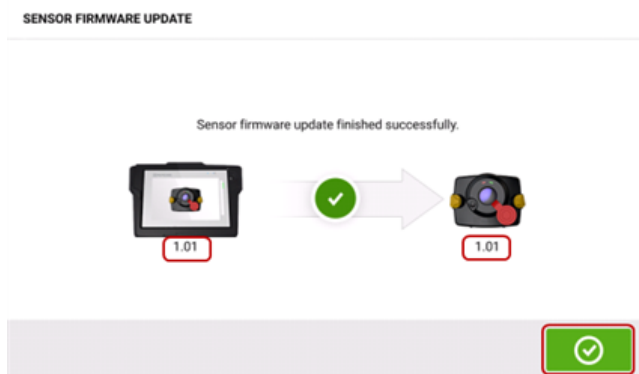 SENSOR FIRMWARE UPDATE
Sensor firmware update finished successfully.
1.01
1.01